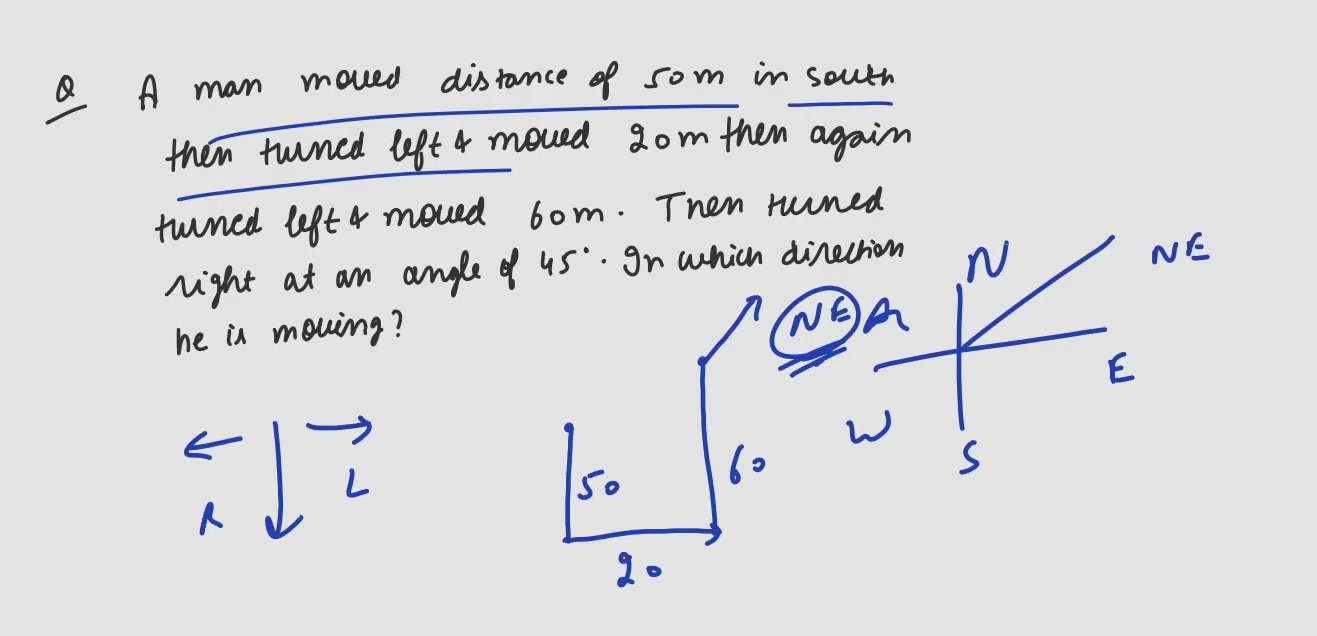 Q A man moved distance of 50m in south
then turned left & moved 20m then again
turned left & moved 60m. Then turned
right at an angle of 45°. In which direction
he is moving?
N
NE
NE
E
W
S
R
L
50
60
20